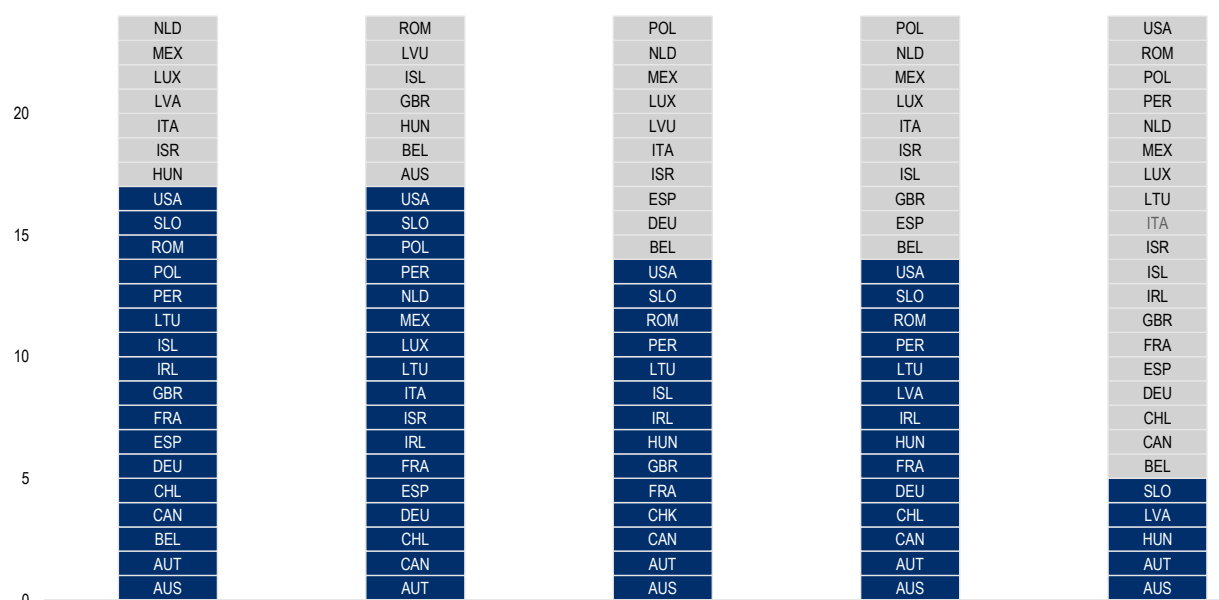 NLD ROM POL POL USA
MEX LVU NLD NLD ROM
LUX ISL MEX MEX POL
LVA GBR LUX LUX PER
20
ITA HUN LVU ITA NLD
ISR BEL ITA ISR MEX
HUN AUS ISR ISL LUX
USA USA ESP GBR LTU
15
SLO SLO DEU ESP ITA
ROM POL BEL BEL ISR
POL PER USA USA ISL
PER NLD SLO SLO IRL
LTU MEX ROM ROM GBR
10
ISL LUX PER PER FRA
IRL LTU LTU LTU ESP
GBR ITA ISL LVA DEU
FRA ISR IRL IRL CHL
ESP IRL HUN HUN CAN
5
DEU FRA GBR FRA BEL
CHL ESP FRA DEU SLO
CAN DEU CHK CHL LVA
BEL CHL CAN CAN HUN
AUT CAN AUT AUT AUT
AUS AUT AUS AUS AUS
0